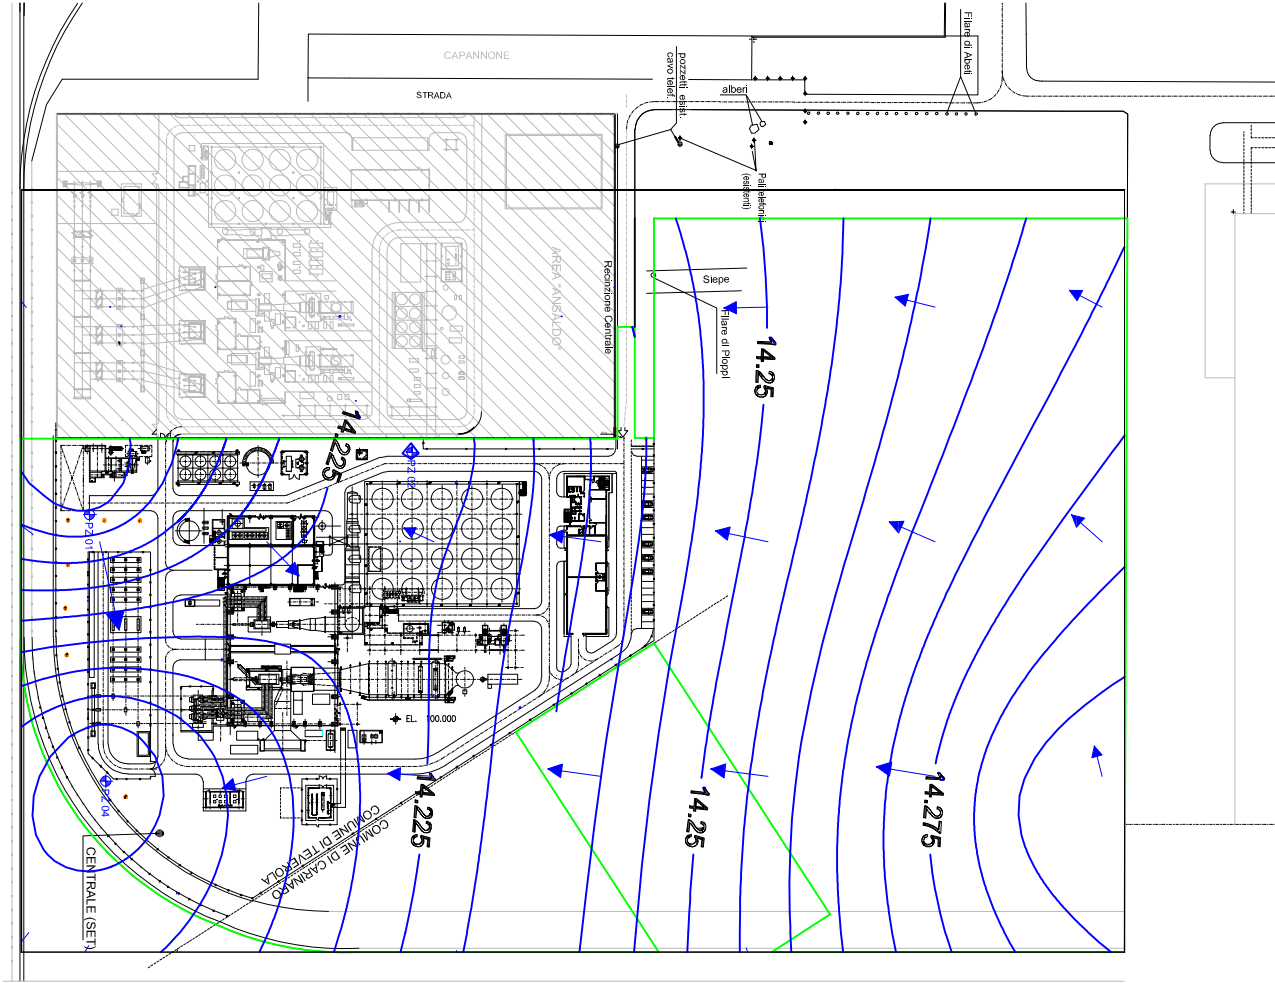 CAPANNONE
STRADA
Filare di Abeti
pozzetti esist.
cavo telef.
alberi
Pali telefonici
(esistenti)
AREA "ANSALDO"
Recinzione Centrale
Siepe
Filare di Pioppi
14.25
14.225
PZ 02
PZ 01
EL. 100.000
PZ 04
14.225
14.25
14.275
COMUNE DI TEVEROLA
COMUNE DI CARINARO
CENTRALE (SET)